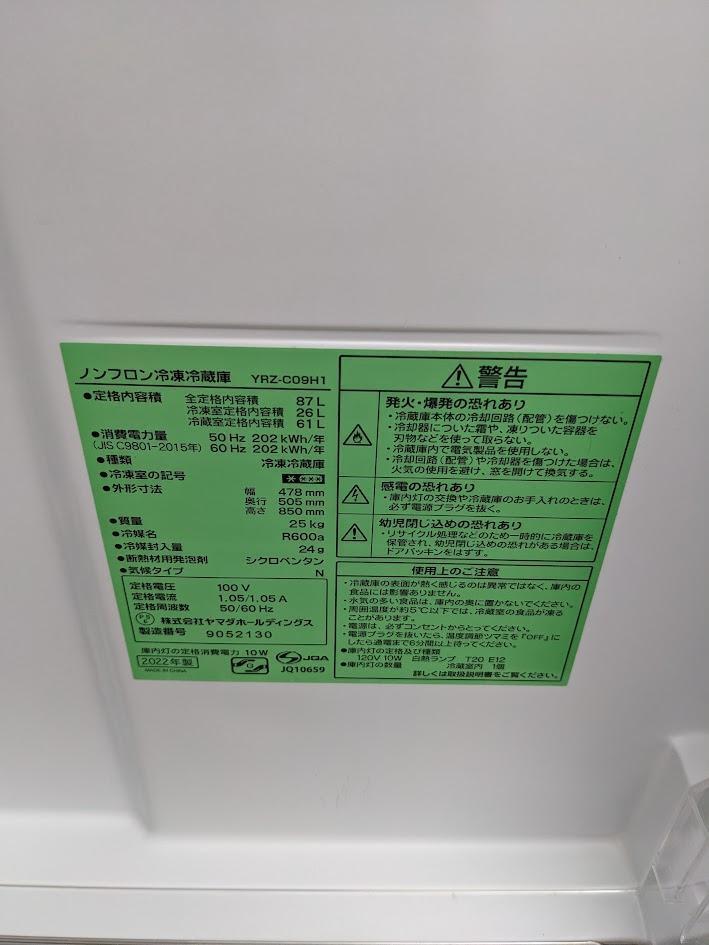 ノンフロン冷凍冷蔵庫 YRZ-C09H1
●定格内容積 全定格内容積 87 L
冷凍室定格内容積 26 L
冷蔵室定格内容積 61 L
●消費電力量 50 Hz 202 kWh/年
(JIS C9801-2015年) 60 Hz 202 kWh/年
●種類 冷凍冷蔵庫
●冷凍室の記号
●外形寸法 幅 478 mm
奥行 505 mm
高さ 850 mm
●質量 25 kg
●冷媒名 R600a
●冷媒封入量 24 g
●断熱材用発泡剤 シクロペンタン
●気候タイプ N
定格電圧 100 V
定格電流 1.05/1.05 A
定格周波数 50/60 Hz
株式会社ヤマダホールディングス
製造番号 9052130
庫内灯の定格消費電力 10W
2022年製
MADE IN CHINA
JQA
JQ10659
警告
発火・爆発の恐れあり
・冷蔵庫本体の冷却回路(配管)を傷つけない。
・冷却器についた霜や、凍りついた容器を
刃物などを使って取らない。
・冷蔵庫内で電気製品を使用しない。
・冷却回路(配管)や冷却器を傷つけた場合は、
火気の使用を避け、窓を開けて換気する。
感電の恐れあり
・庫内灯の交換や冷蔵庫のお手入れのときは、
必ず電源プラグを抜く。
幼児閉じ込めの恐れあり
・リサイクル処理などのため一時的に冷蔵庫を
保管され、幼児閉じ込めの恐れがある場合は、
ドアパッキンをはずす。
使用上のご注意
・冷蔵庫の表面が熱く感じるのは異常ではなく、庫内の
食品には影響ありません。
・水気の多い食品は、庫内の奥に置かないでください。
・周囲温度が約5℃以下では、冷蔵室の食品が凍る
ことがあります。
・電源は、必ずコンセントからとってください。
・電源プラグを抜いたら、温度調節ツマミを「OFF」に
したら通電まで6分間以上待ってください。
●庫内灯の定格及び種類
120V 10W 白熱ランプ T20 E12
●庫内灯の数量 冷蔵室内 1個
詳しくは取扱説明書をご覧ください。